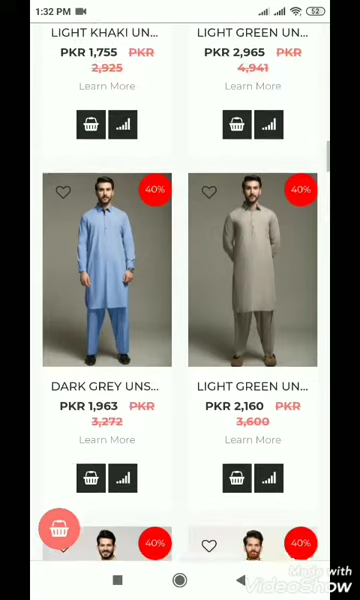 1:32 PM
52
LIGHT KHAKI UN...
LIGHT GREEN UN...
PKR 1,755 PKR
2,925
PKR 2,965 PKR
4,941
Learn More
Learn More
40%
40%
DARK GREY UNS...
LIGHT GREEN UN...
PKR 1,963 PKR
3,272
PKR 2,160 PKR
3,600
Learn More
Learn More
40%
40%
Made with
VideoShow